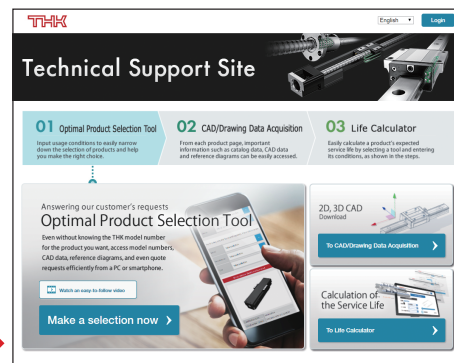 THK
English
Login
Technical Support Site
01 Optimal Product Selection Tool
Input usage conditions to easily narrow
down the selection of products and help
you make the right choice.
02 CAD/Drawing Data Acquisition
From each product page, important
information such as catalog data, CAD data
and reference diagrams can be easily accessed.
03 Life Calculator
Easily calculate a product's expected
service life by selecting a tool and entering
its conditions, as shown in the steps.
Answering our customer's requests
Optimal Product Selection Tool
Even without knowing the THK model number
for the product you want, access model numbers,
CAD data, reference diagrams, and even quote
requests efficiently from a PC or smartphone.
Watch an easy-to-follow video
Make a selection now
2D, 3D CAD
Download
To CAD/Drawing Data Acquisition
Calculation of
the Service Life
To Life Calculator